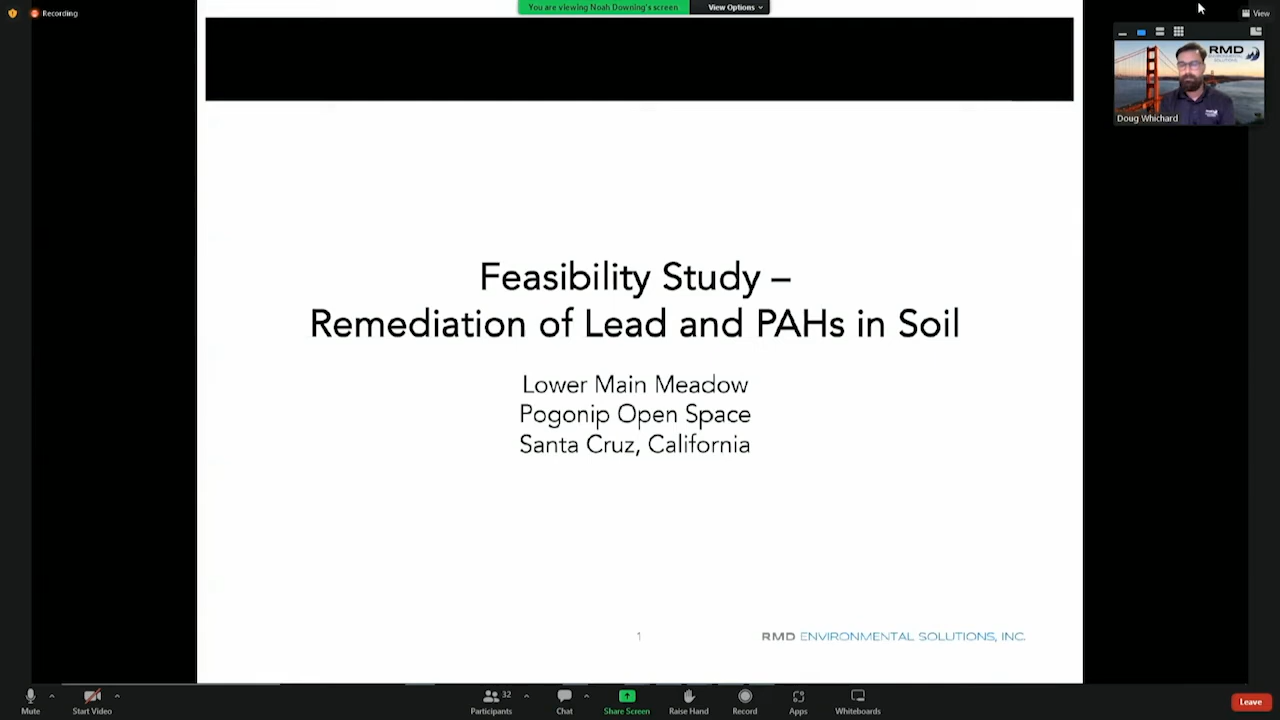 Recording
You are viewing Noah Downing's screen
View Options
View
RMD
ENVIRONMENTAL
SOLUTIONS
Doug Whichard
Feasibility Study –
Remediation of Lead and PAHs in Soil
Lower Main Meadow
Pogonip Open Space
Santa Cruz, California
1
RMD ENVIRONMENTAL SOLUTIONS, INC.
Mute
Start Video
32
Participants
Chat
Share Screen
Raise Hand
Record
Apps
Whiteboards
Leave